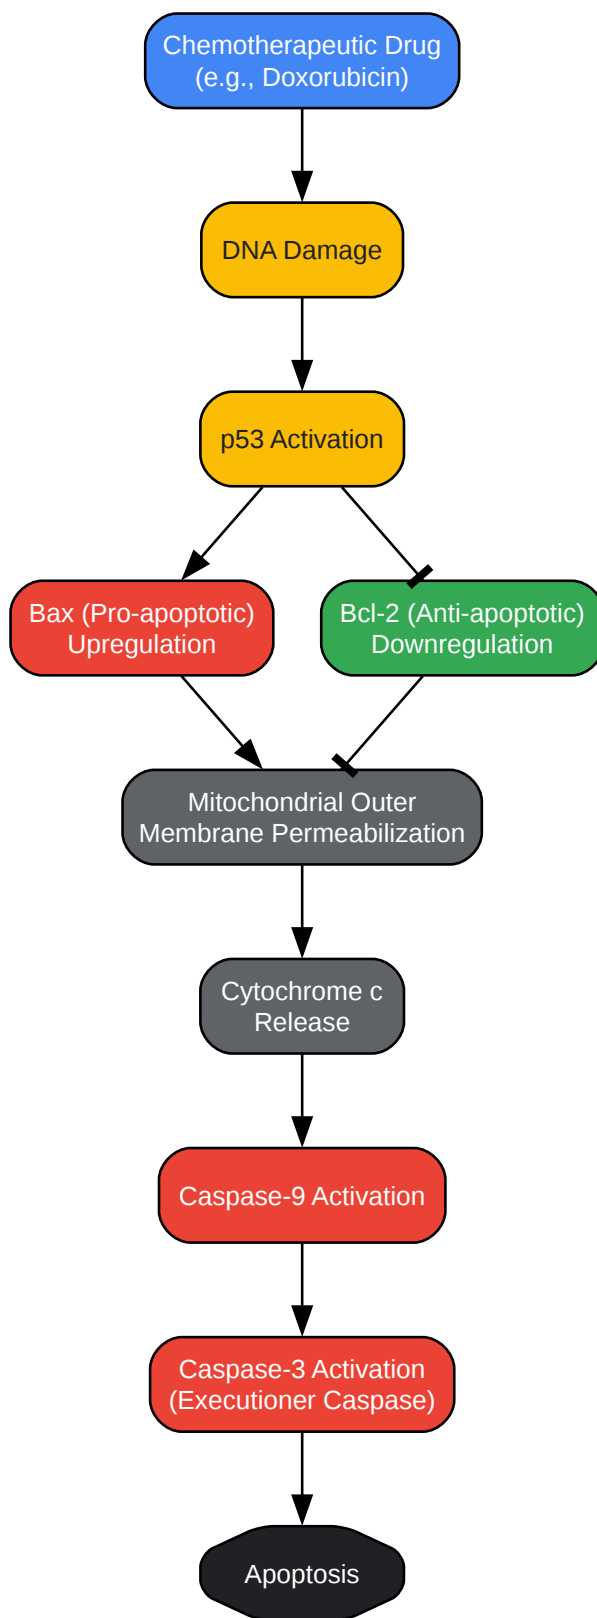 Chemotherapeutic Drug
(e.g., Doxorubicin)
DNA Damage
p53 Activation
Bax (Pro-apoptotic)
Upregulation
Bcl-2 (Anti-apoptotic)
Downregulation
Mitochondrial Outer
Membrane Permeabilization
Cytochrome c
Release
Caspase-9 Activation
Caspase-3 Activation
(Executioner Caspase)
Apoptosis